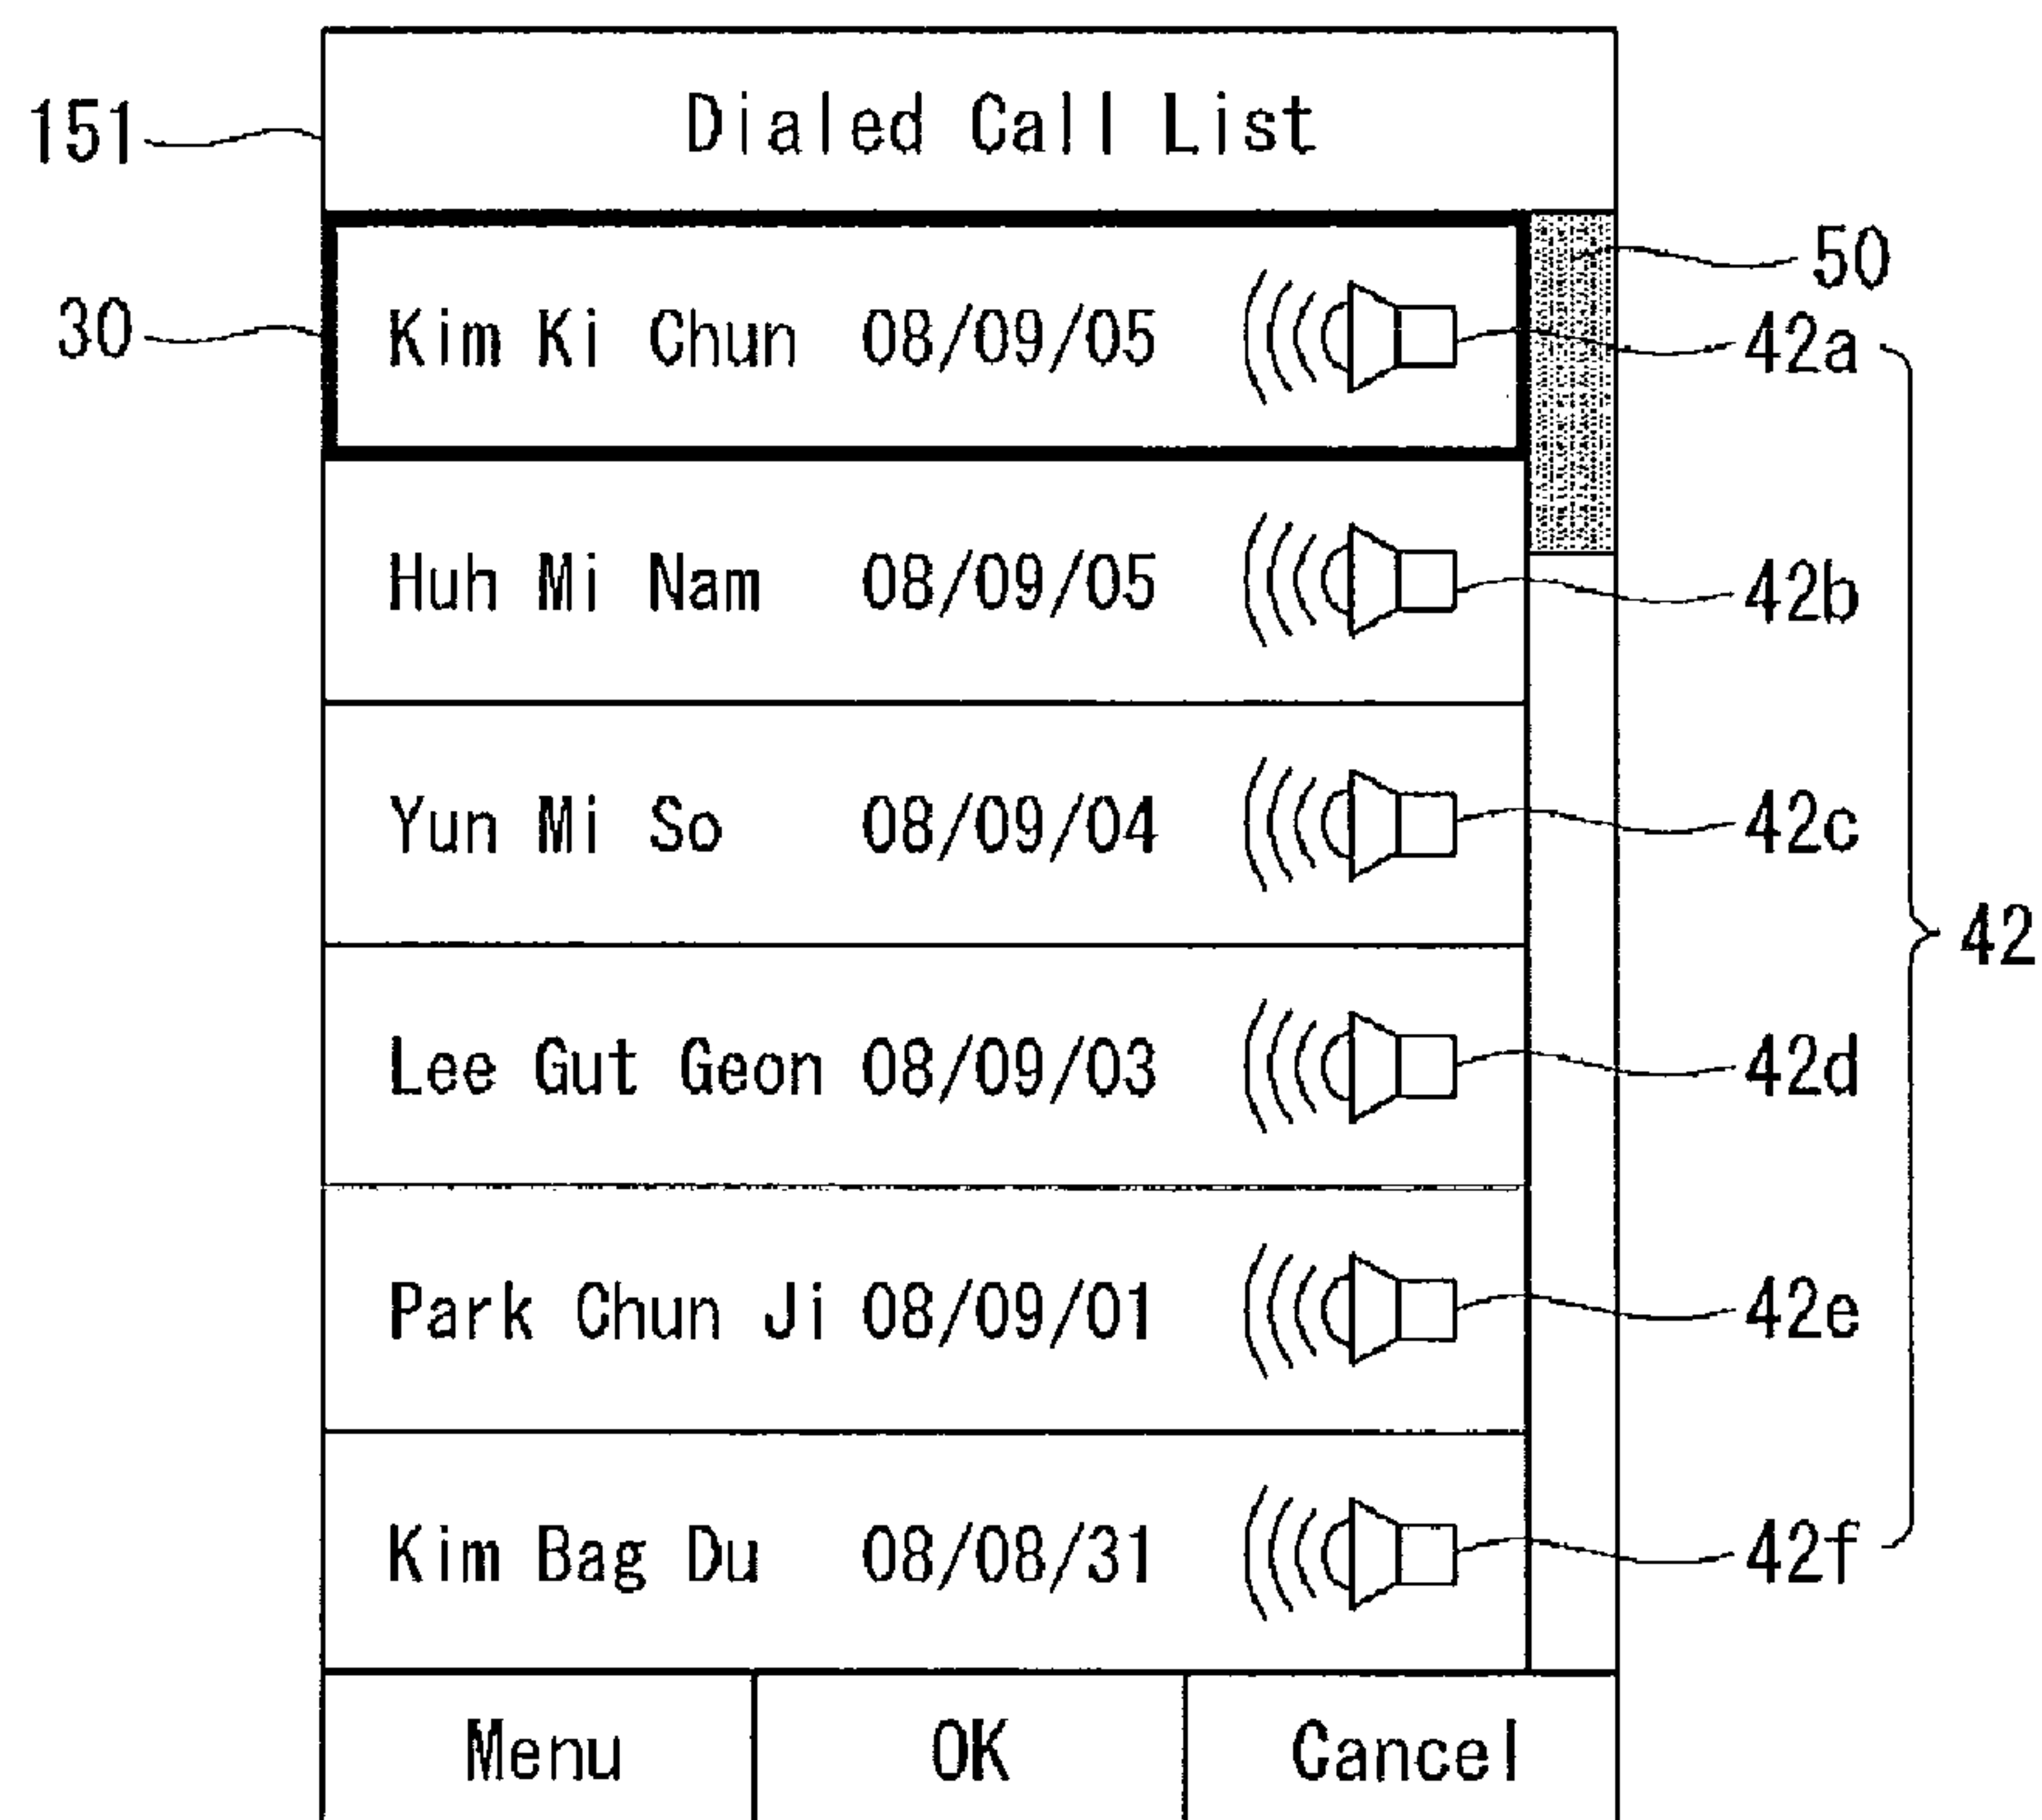 151
Dialed Call List
50
30
Kim Ki Chun 08/09/05
42a
Huh Mi Nam 08/09/05
42b
Yun Mi So 08/09/04
42c
42
Lee Gut Geon 08/09/03
42d
Park Chun Ji 08/09/01
42e
Kim Bag Du 08/08/31
42f
Menu OK Cancel